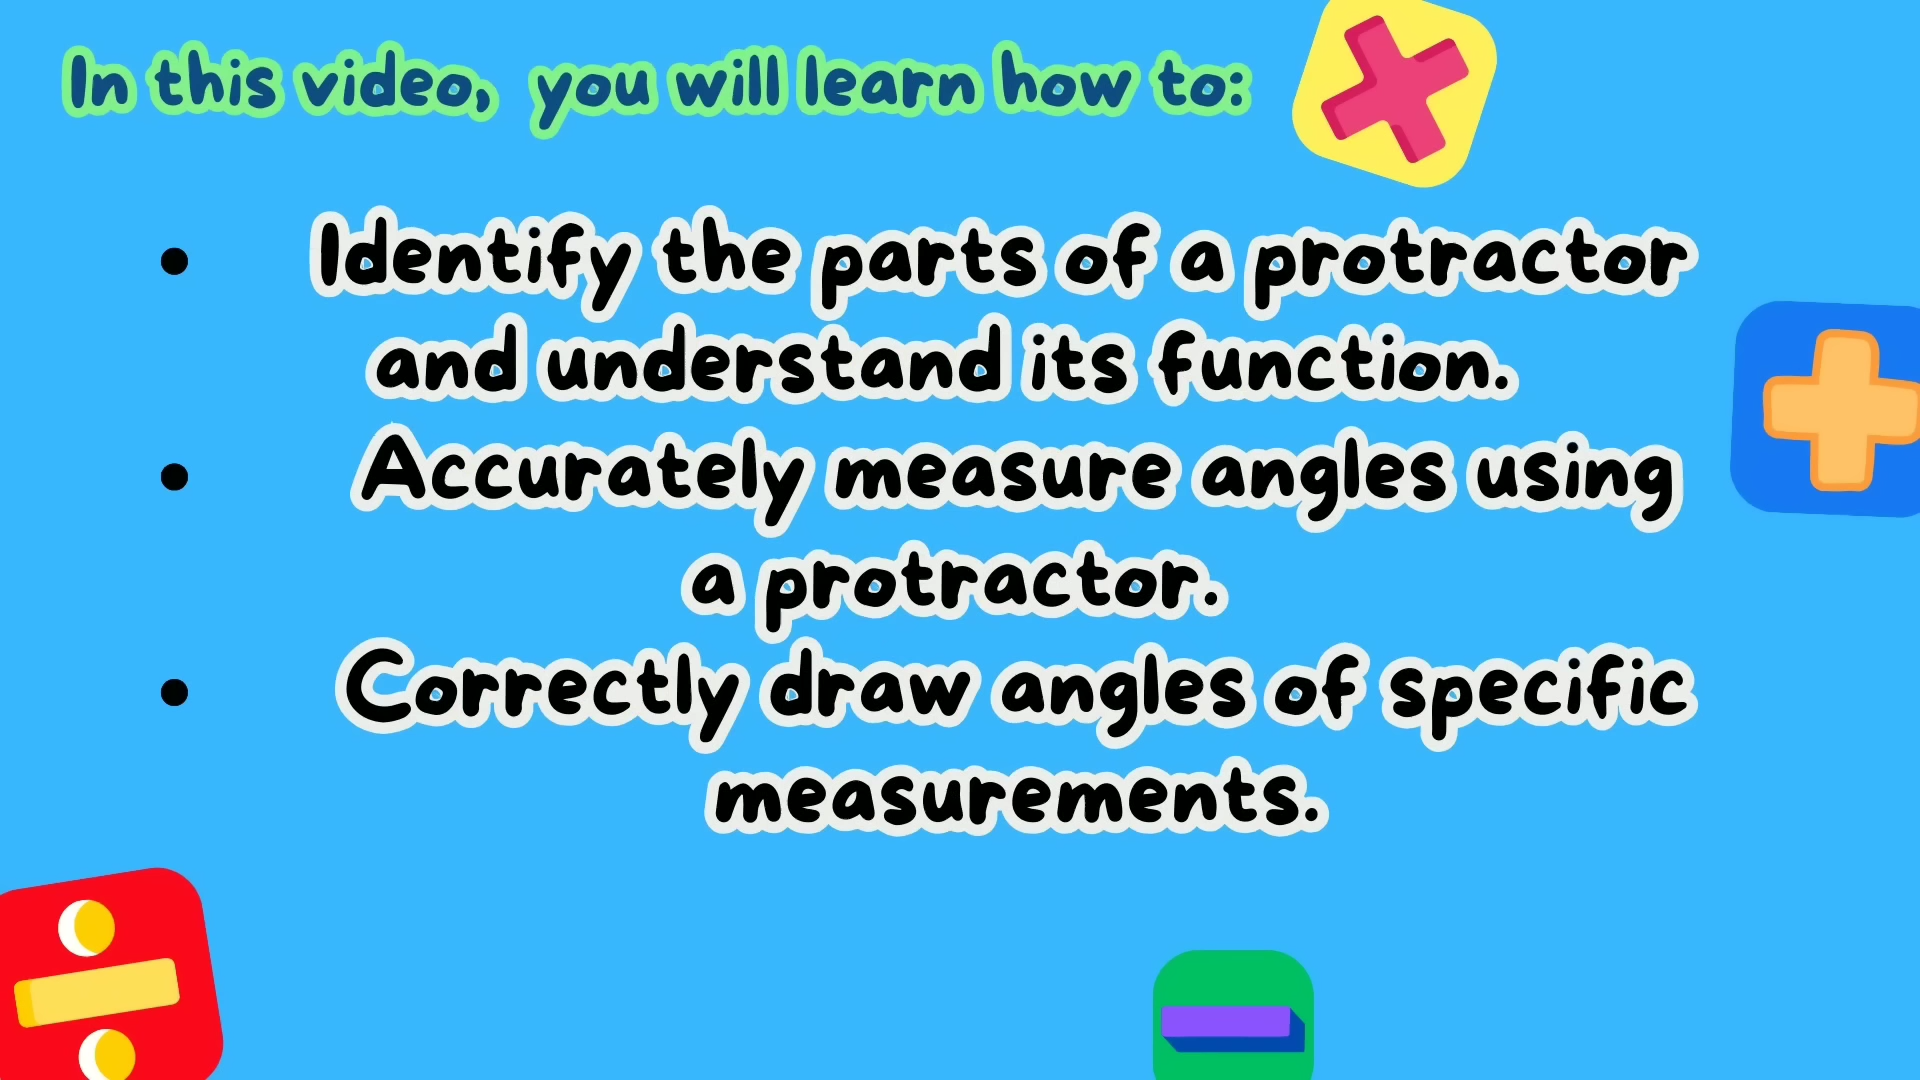 In this video, you will learn how to:
• Identify the parts of a protractor
and understand its function.
• Accurately measure angles using
a protractor.
• Correctly draw angles of specific
measurements.